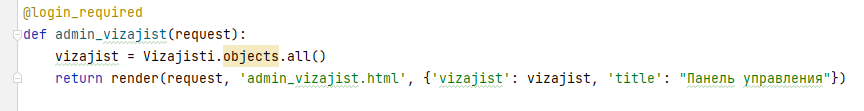 @login_required
def admin_vizajist(request):
    vizajist = Vizajisti.objects.all()
    return render(request, 'admin_vizajist.html', {'vizajist': vizajist, 'title': "Панель управления"})